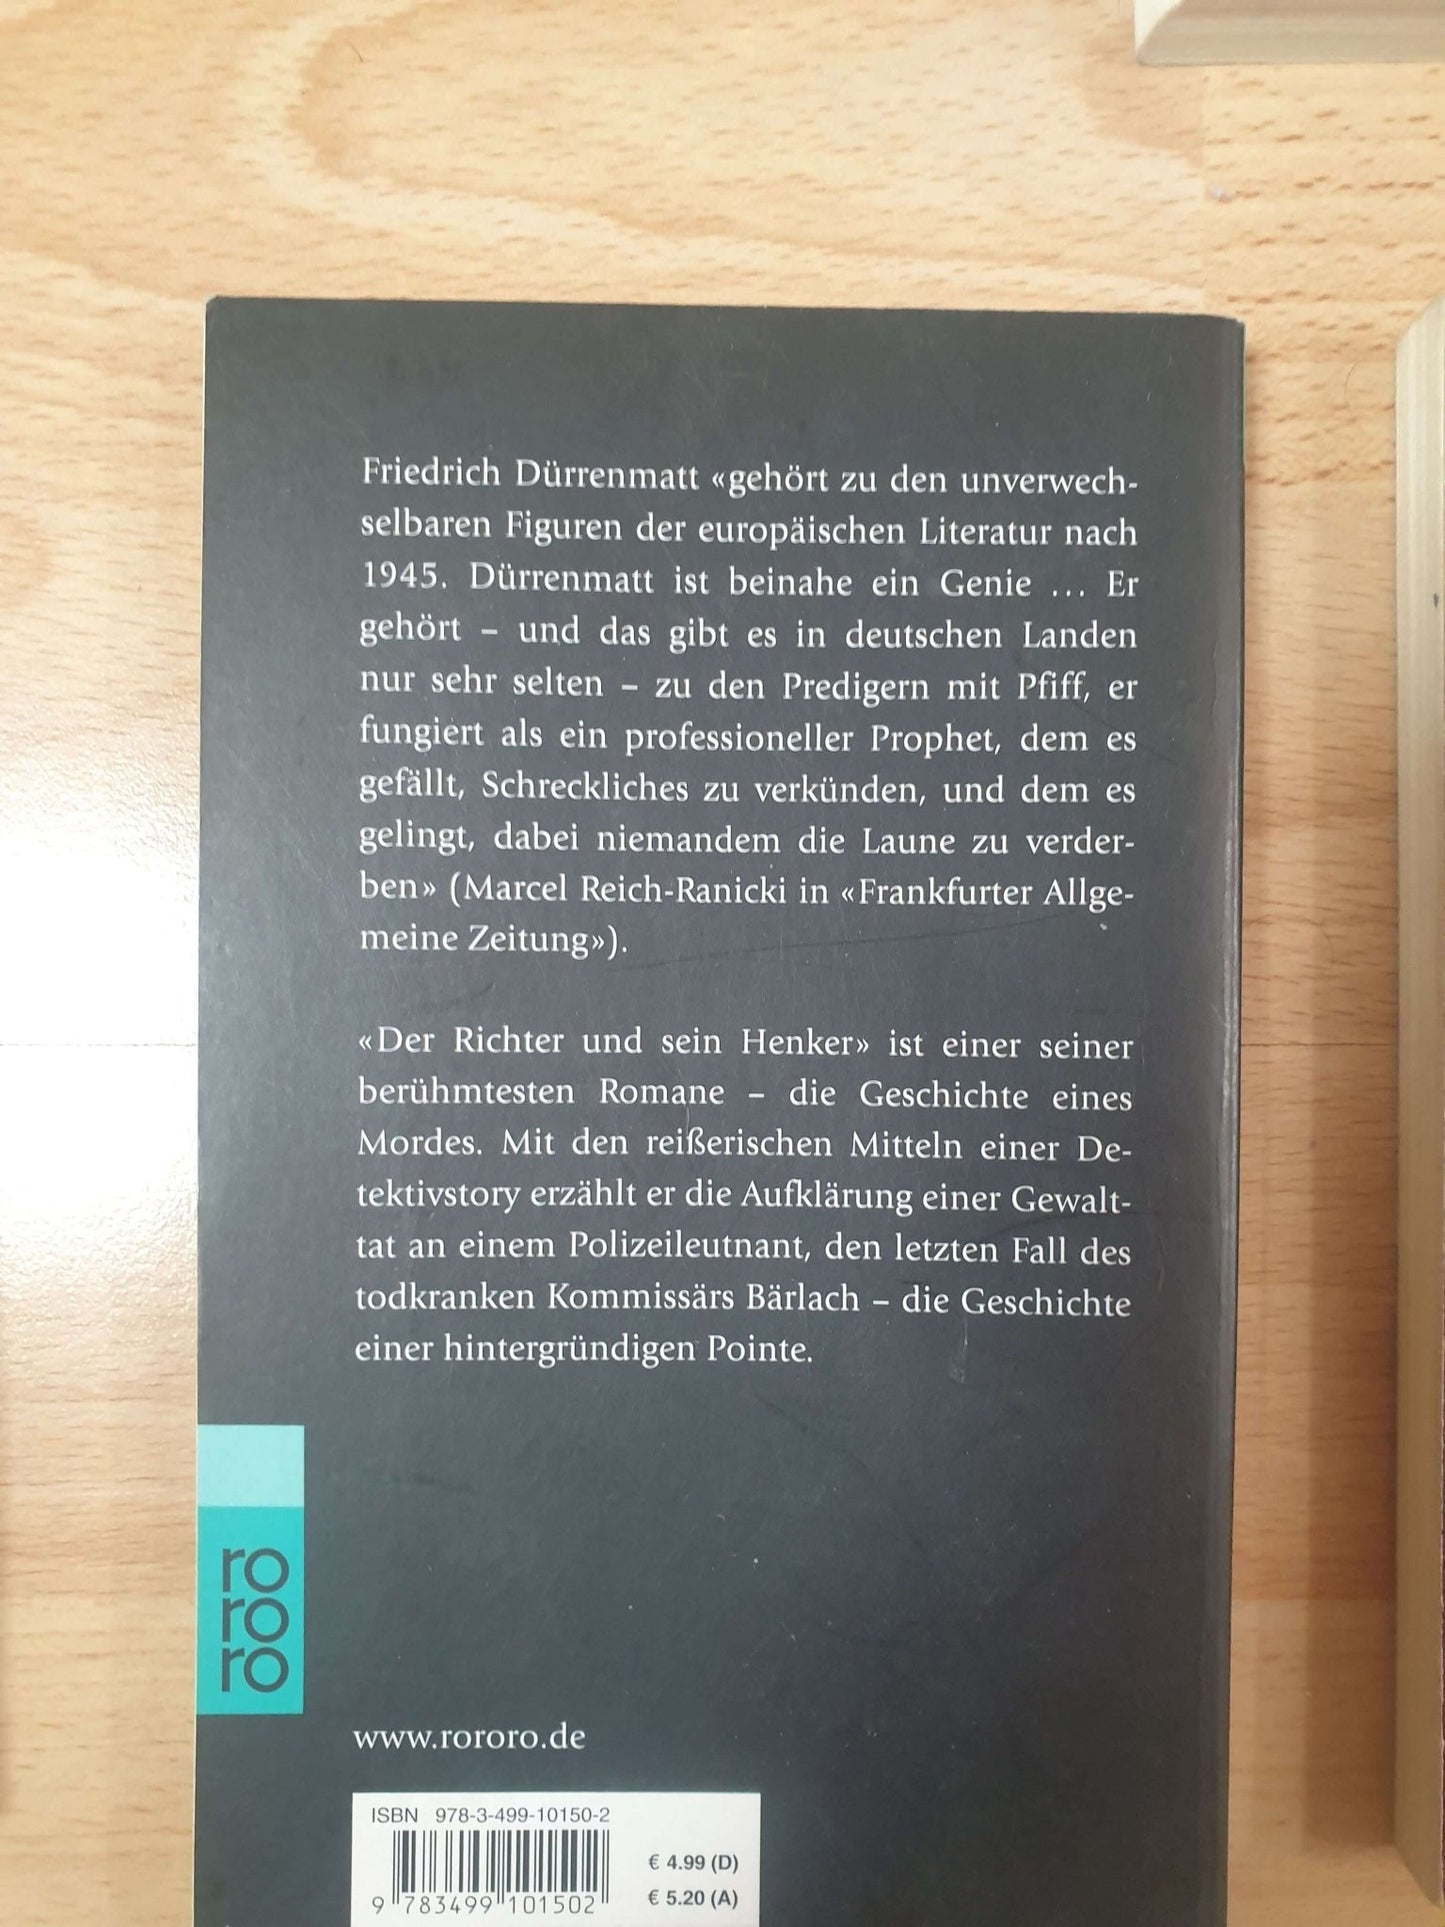 Friedrich Dürrenmatt «gehört zu den unverwech-
selbaren Figuren der europäischen Literatur nach
1945. Dürrenmatt ist beinahe ein Genie … Er
gehört – und das gibt es in deutschen Landen
nur sehr selten – zu den Predigern mit Pfiff, er
fungiert als ein professioneller Prophet, dem es
gefällt, Schreckliches zu verkünden, und dem es
gelingt, dabei niemandem die Laune zu verder-
ben» (Marcel Reich-Ranicki in «Frankfurter Allge-
meine Zeitung»).
«Der Richter und sein Henker» ist einer seiner
berühmtesten Romane – die Geschichte eines
Mordes. Mit den reißerischen Mitteln einer De-
tektivstory erzählt er die Aufklärung einer Gewalt-
tat an einem Polizeileutnant, den letzten Fall des
todkranken Kommissärs Bärlach – die Geschichte
einer hintergründigen Pointe.
ro
ro
ro
www.rororo.de
ISBN 978-3-499-10150-2
€ 4.99 (D)
€ 5.20 (A)
9 783499 101502